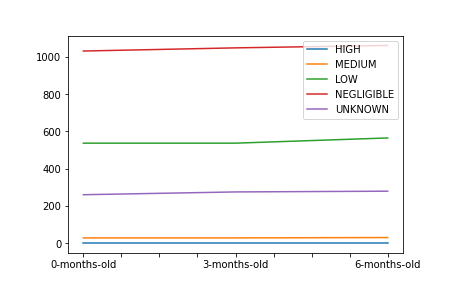 1000
800
600
400
200
0
HIGH
MEDIUM
LOW
NEGLIGIBLE
UNKNOWN
0-months-old 3-months-old 6-months-old